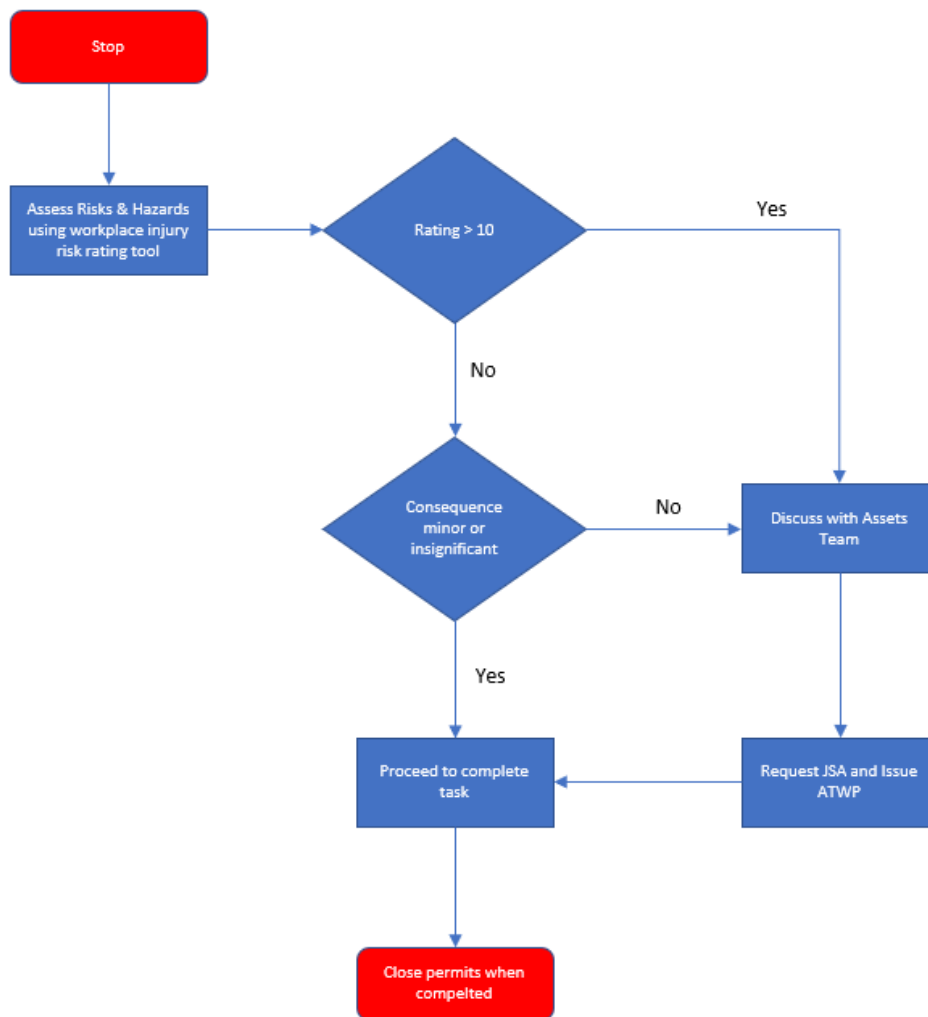 Stop
Assess Risks & Hazards
using workplace injury
risk rating tool
Rating > 10
Yes
No
Consequence
minor or
insignificant
No
Discuss with Assets
Team
Yes
Proceed to complete
task
Request JSA and Issue
ATWP
Close permits when
compelted